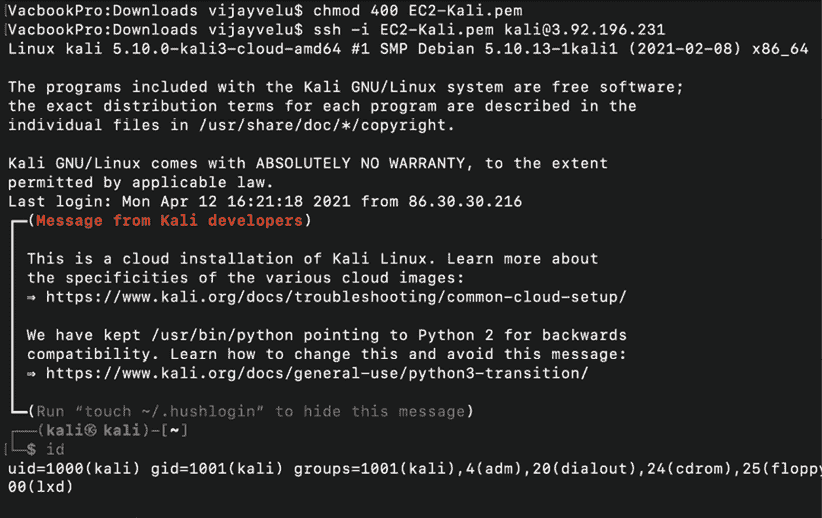 VacbookPro:Downloads vijayvelu$ chmod 400 EC2-Kali.pem
VacbookPro:Downloads vijayvelu$ ssh -i EC2-Kali.pem kali@3.92.196.231
Linux kali 5.10.0-kali3-cloud-amd64 #1 SMP Debian 5.10.13-1kali1 (2021-02-08) x86_64
The programs included with the Kali GNU/Linux system are free software;
the exact distribution terms for each program are described in the
individual files in /usr/share/doc/*/copyright.
Kali GNU/Linux comes with ABSOLUTELY NO WARRANTY, to the extent
permitted by applicable law.
Last login: Mon Apr 12 16:21:18 2021 from 86.30.30.216
(Message from Kali developers)
This is a cloud installation of Kali Linux. Learn more about
the specificities of the various cloud images:
⇒ https://www.kali.org/docs/troubleshooting/common-cloud-setup/
We have kept /usr/bin/python pointing to Python 2 for backwards
compatibility. Learn how to change this and avoid this message:
⇒ https://www.kali.org/docs/general-use/python3-transition/
(Run “touch ~/.hushlogin” to hide this message)
(kali㉿kali)-[~]
$ id
uid=1000(kali) gid=1001(kali) groups=1001(kali),4(adm),20(dialout),24(cdrom),25(floppy
00(lxd)